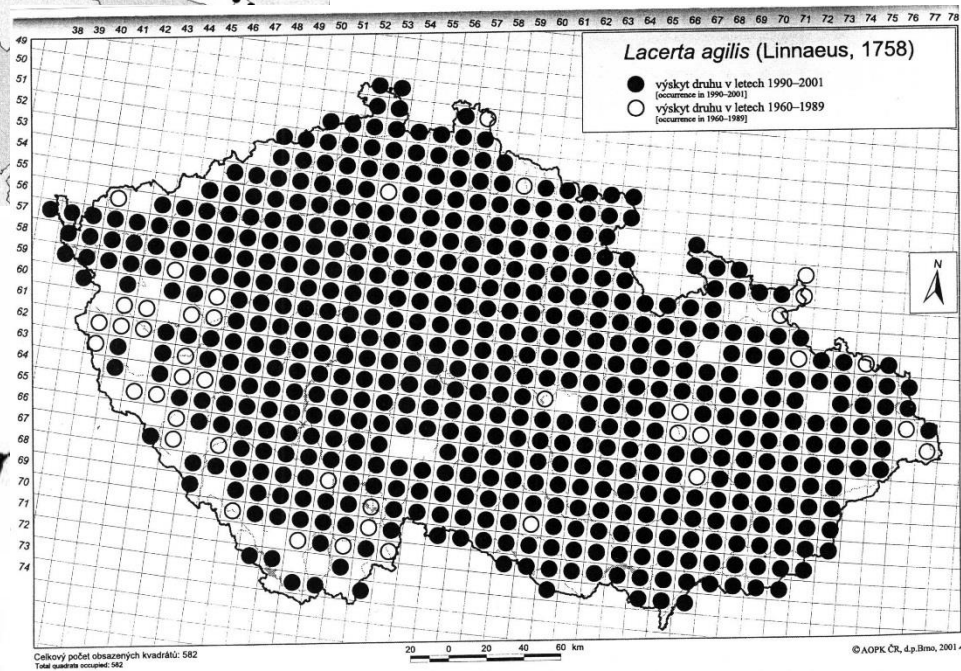 38 39 40 41 42 43 44 45 46 47 48 49 50 51 52 53 54 55 56 57 58 59 60 61 62 63 64 65 66 67 68 69 70 71 72 73 74 75 76 77 78
49
50
51
52
53
54
55
56
57
58
59
60
61
62
63
64
65
66
67
68
69
70
71
72
73
74
Lacerta agilis (Linnaeus, 1758)
výskyt druhu v letech 1990–2001
[occurrence in 1990–2001]
výskyt druhu v letech 1960–1989
[occurrence in 1960–1989]
N
Celkový počet obsazených kvadrátů: 582
Total quadrats occupied: 582
20 0 20 40 60 km
© AOPK ČR, d.p.Brno, 2001